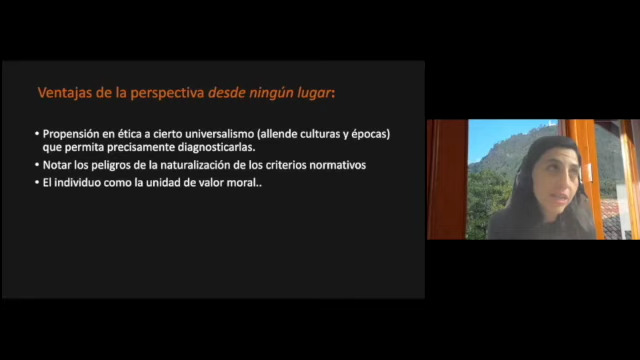 Ventajas de la perspectiva desde ningún lugar:
• Propensión en ética a cierto universalismo (allende culturas y épocas)
que permita precisamente diagnosticarlas.
• Notar los peligros de la naturalización de los criterios normativos
• El individuo como la unidad de valor moral..